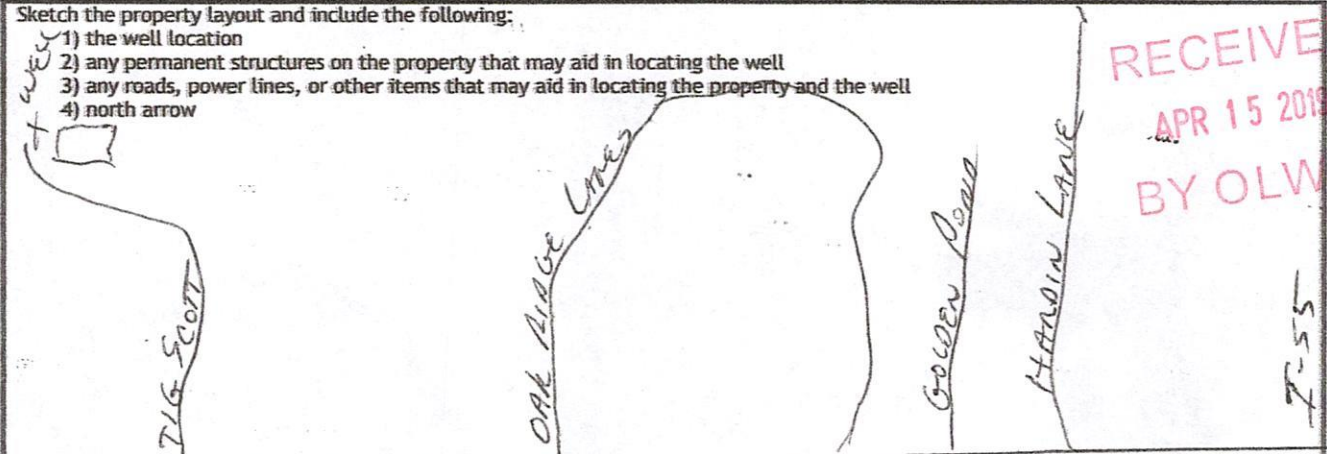 Sketch the property layout and include the following:
1) the well location
2) any permanent structures on the property that may aid in locating the well
3) any roads, power lines, or other items that may aid in locating the property and the well
4) north arrow
+ well
TIG SCOTT
OAK RIDGE LANE
GOLDEN POND
HARDIN LANE
I-55
RECEIVE
APR 15 2019
BY OLW